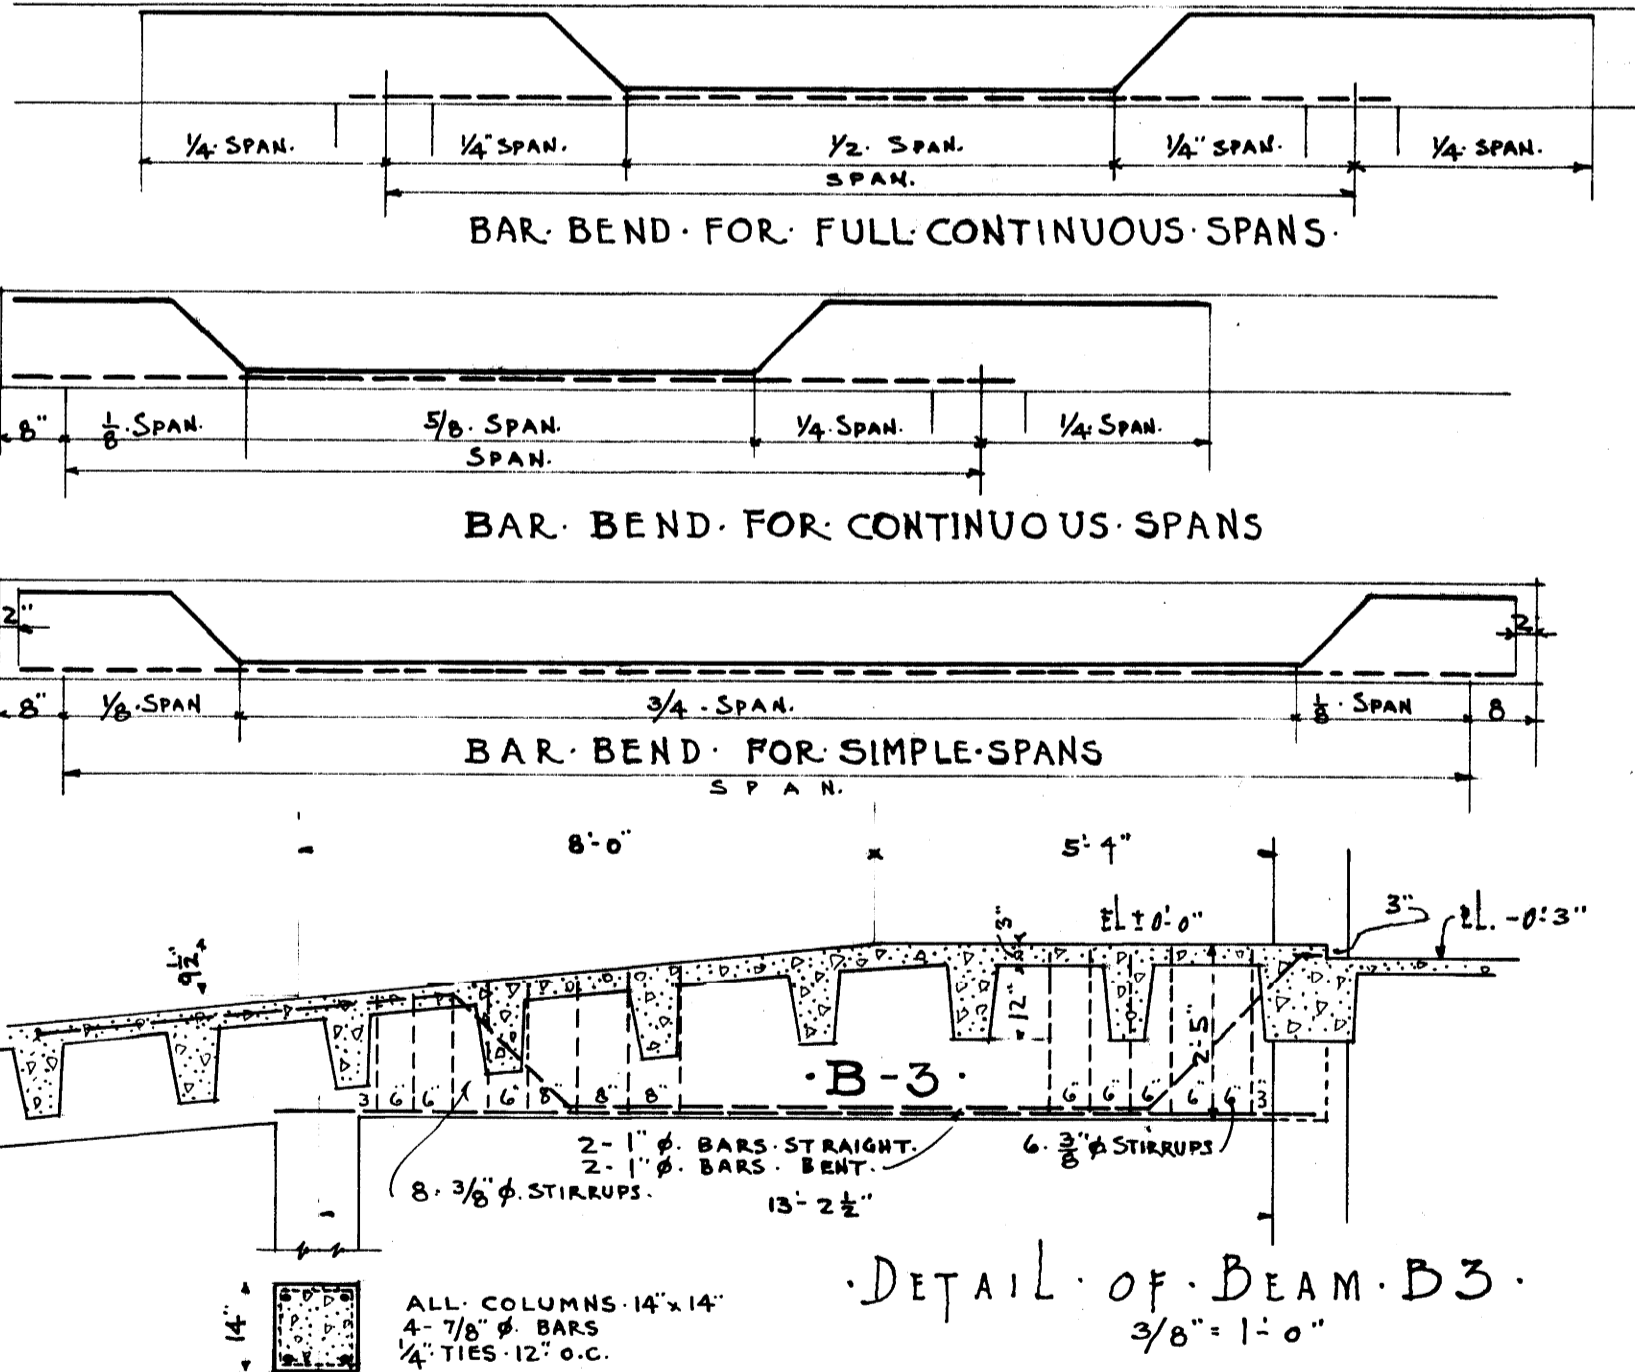 1/4 · SPAN. 1/4" SPAN. 1/2 · SPAN. 1/4" SPAN. 1/4 · SPAN.
SPAN.
BAR · BEND · FOR · FULL · CONTINUOUS · SPANS ·
8" 1/8 · SPAN. 5/8 · SPAN. 1/4 · SPAN. 1/4 · SPAN.
SPAN.
BAR · BEND · FOR · CONTINUOUS · SPANS
2" 2
8" 1/8 · SPAN 3/4 · SPAN. 1/8 · SPAN 8
BAR · BEND · FOR · SIMPLE · SPANS
SPAN.
8'-0" 5'-4"
9 1/2" 3" EL ± 0'-0" 3" EL. -0'-3"
12" 2'-5"
· B-3 ·
3 6" 6" 6" 8" 8" 8" 6" 6" 6" 6" 6" 3
2 - 1" ⌀. BARS · STRAIGHT.
2 - 1" ⌀. BARS · BENT.
6 · 3/8" ⌀ STIRRUPS
8 · 3/8" ⌀. STIRRUPS.
13'-2 1/2"
· DETAIL · OF · BEAM · B3 ·
3/8" = 1'-0"
14"
ALL · COLUMNS · 14" x 14"
4 - 7/8" ⌀. BARS
1/4" TIES · 12" O.C.